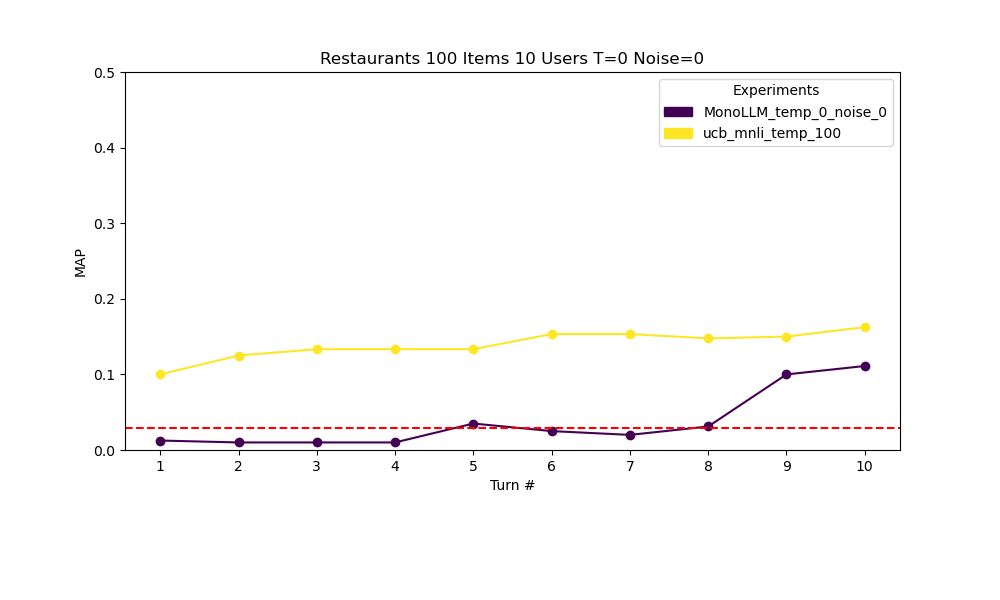 Restaurants 100 Items 10 Users T=0 Noise=0
Experiments
MonoLLM_temp_0_noise_0
ucb_mnli_temp_100
MAP
0.5
0.4
0.3
0.2
0.1
0.0
1 2 3 4 5 6 7 8 9 10
Turn #